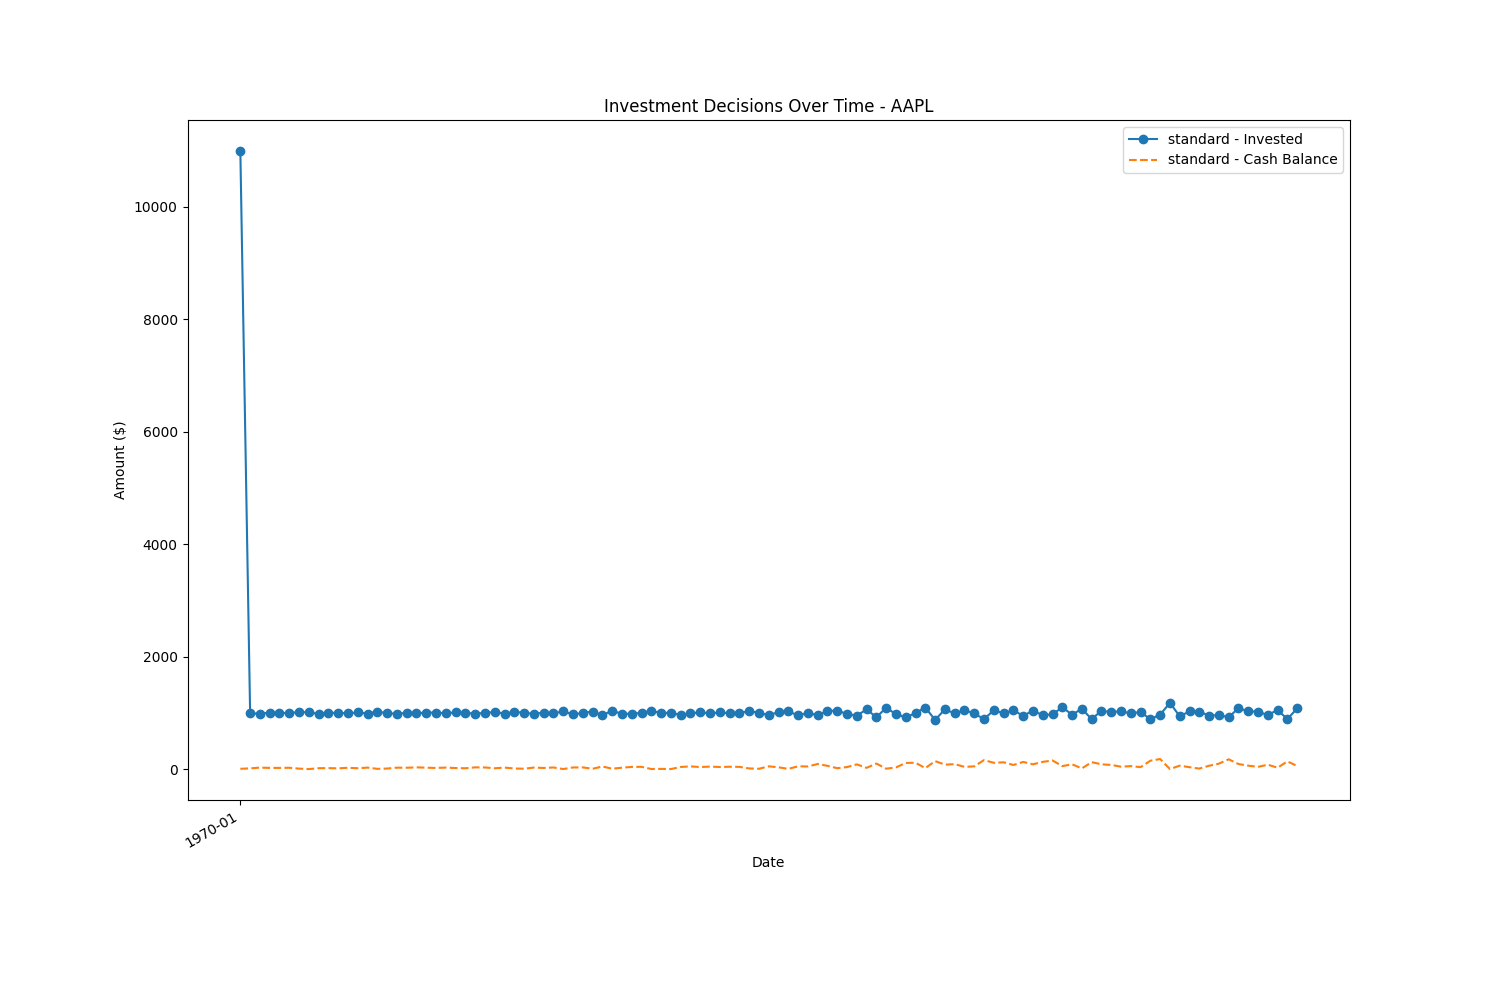 Investment Decisions Over Time - AAPL
standard - Invested
standard - Cash Balance
10000
8000
6000
4000
2000
0
Amount ($)
1970-01
Date